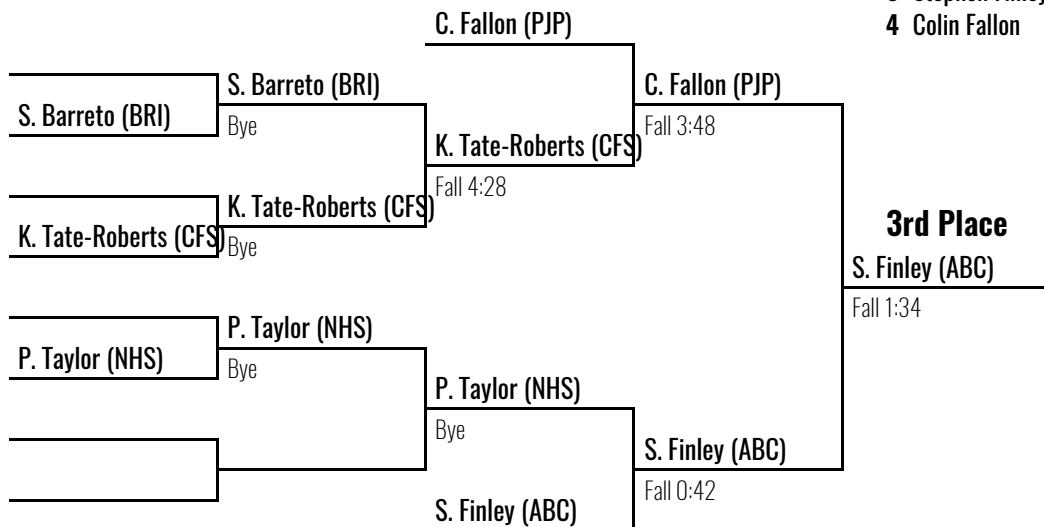 4 Colin Fallon
C. Fallon (PJP)
S. Barreto (BRI)
C. Fallon (PJP)
S. Barreto (BRI)
Bye
Fall 3:48
K. Tate-Roberts (CFS)
Fall 4:28
K. Tate-Roberts (CFS)
K. Tate-Roberts (CFS)
Bye
3rd Place
S. Finley (ABC)
Fall 1:34
P. Taylor (NHS)
P. Taylor (NHS)
Bye
P. Taylor (NHS)
Bye
S. Finley (ABC)
Fall 0:42
S. Finley (ABC)